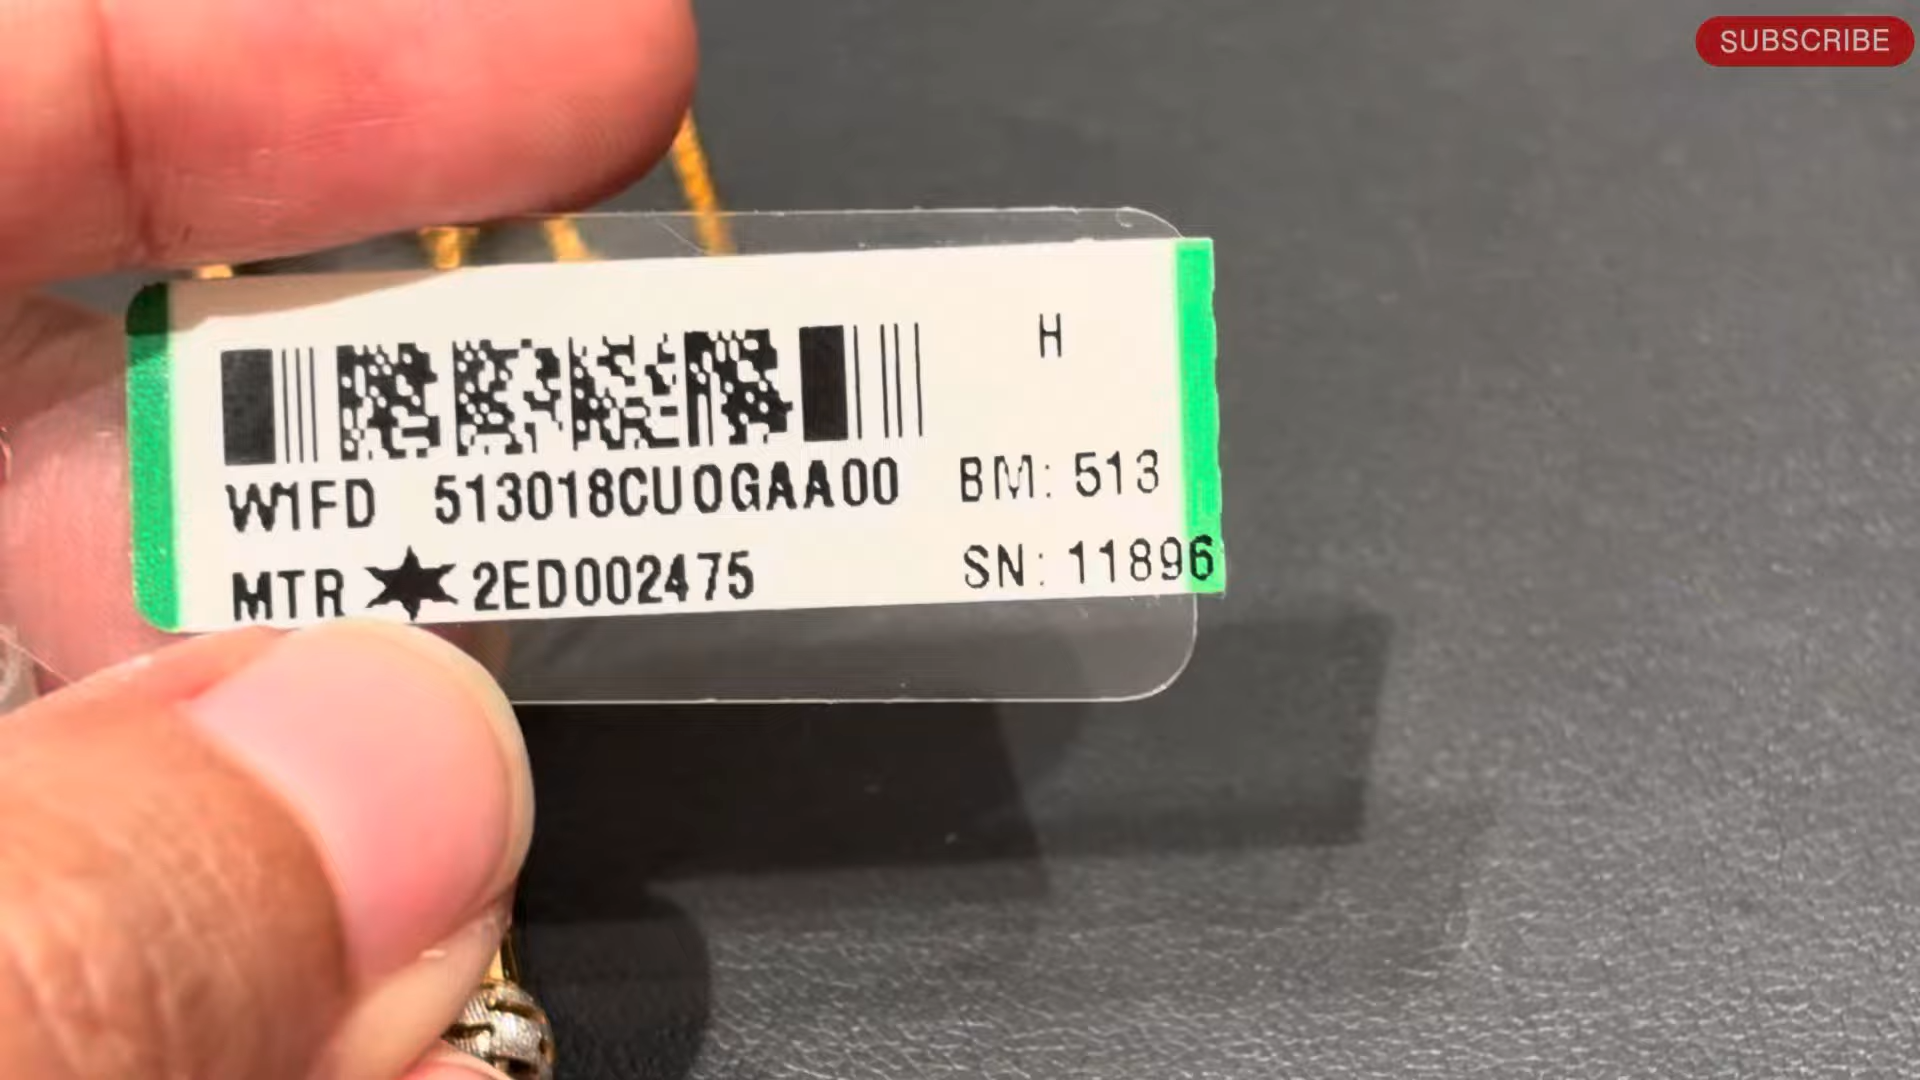 SUBSCRIBE
H
W1FD 513018CU0GAA00 BM: 513
MTR ★ 2ED002475 SN: 11896